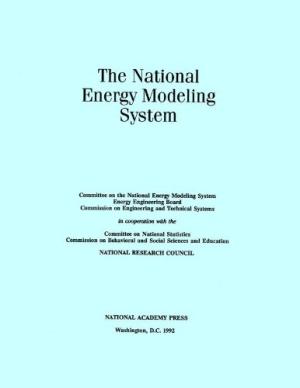 The National
Energy Modeling
System
Committee on the National Energy Modeling System
Energy Engineering Board
Commission on Engineering and Technical Systems
in cooperation with the
Committee on National Statistics
Commission on Behavioral and Social Sciences and Education
NATIONAL RESEARCH COUNCIL
NATIONAL ACADEMY PRESS
Washington, D.C. 1992